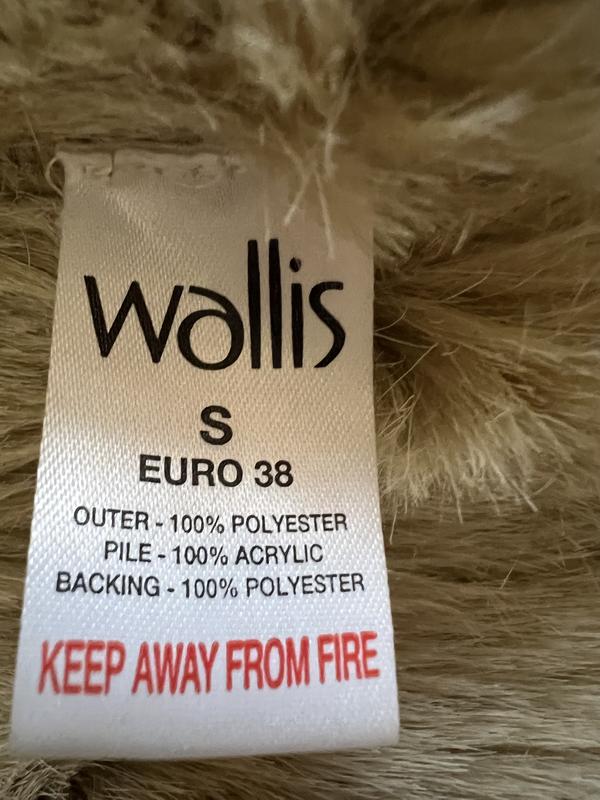 wallis
S
EURO 38
OUTER - 100% POLYESTER
PILE - 100% ACRYLIC
BACKING - 100% POLYESTER
KEEP AWAY FROM FIRE